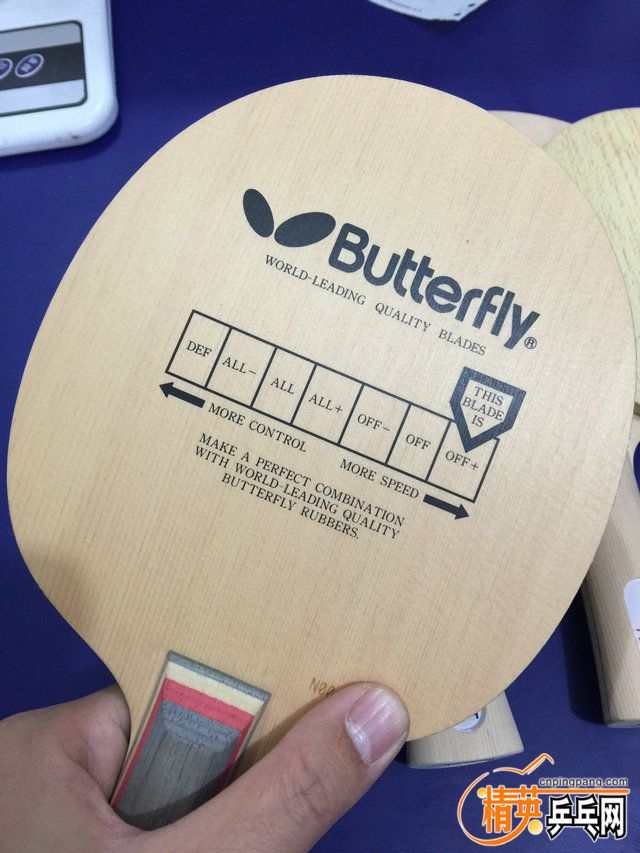 Butterfly®
WORLD-LEADING QUALITY BLADES
THIS
BLADE
IS
DEF ALL- ALL ALL+ OFF- OFF OFF+
MORE CONTROL
MORE SPEED
MAKE A PERFECT COMBINATION
WITH WORLD-LEADING QUALITY
BUTTERFLY RUBBERS.
cnpingpang.com
精英乒乓网